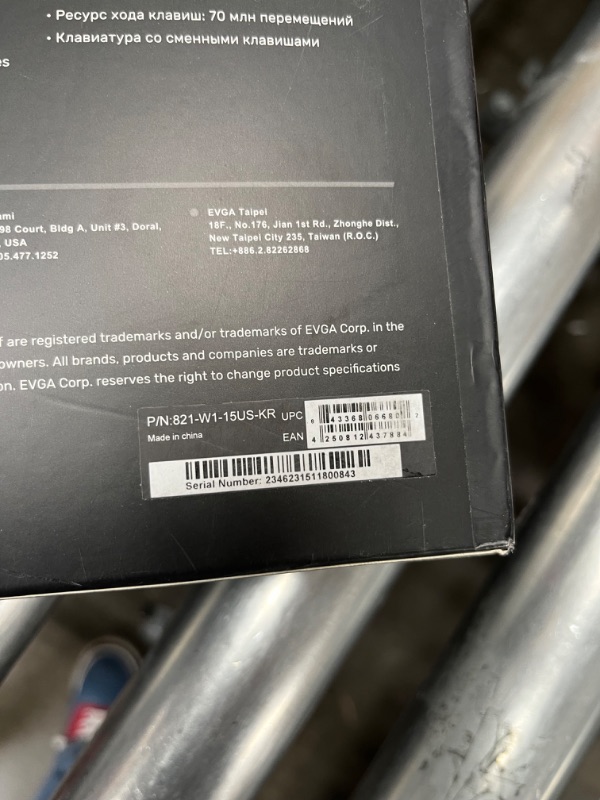 • Ресурс хода клавиш: 70 млн перемещений
• Клавиатура со сменными клавишами
es
ami
98 Court, Bldg A, Unit #3, Doral,
, USA
05.477.1252
EVGA Taipei
18F., No.176, Jian 1st Rd., Zhonghe Dist.,
New Taipei City 235, Taiwan (R.O.C.)
TEL:+886.2.82262868
f are registered trademarks and/or trademarks of EVGA Corp. in the
owners. All brands, products and companies are trademarks or
on. EVGA Corp. reserves the right to change product specifications
P/N:821-W1-15US-KR UPC
Made in china
EAN
Serial Number: 2346231511800843